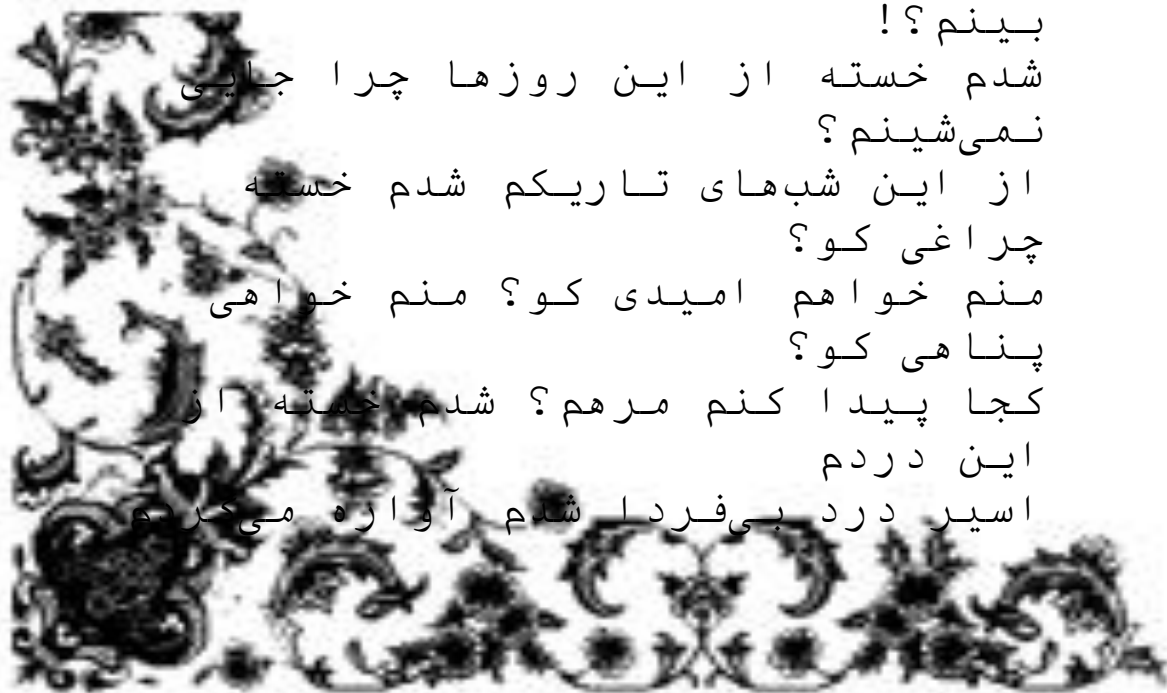 بینم؟!
شدم خسته از این روزها چرا جایی
نمی‌شینم؟
از این شب‌های تاریکم شدم خسته
چراغی کو؟
منم خواهم امیدی کو؟ منم خواهی
پناهی کو؟
کجا پیدا کنم مرهم؟ شدم خسته از
این دردم
اسیر درد بی‌فردا شدم آواره می‌گردم